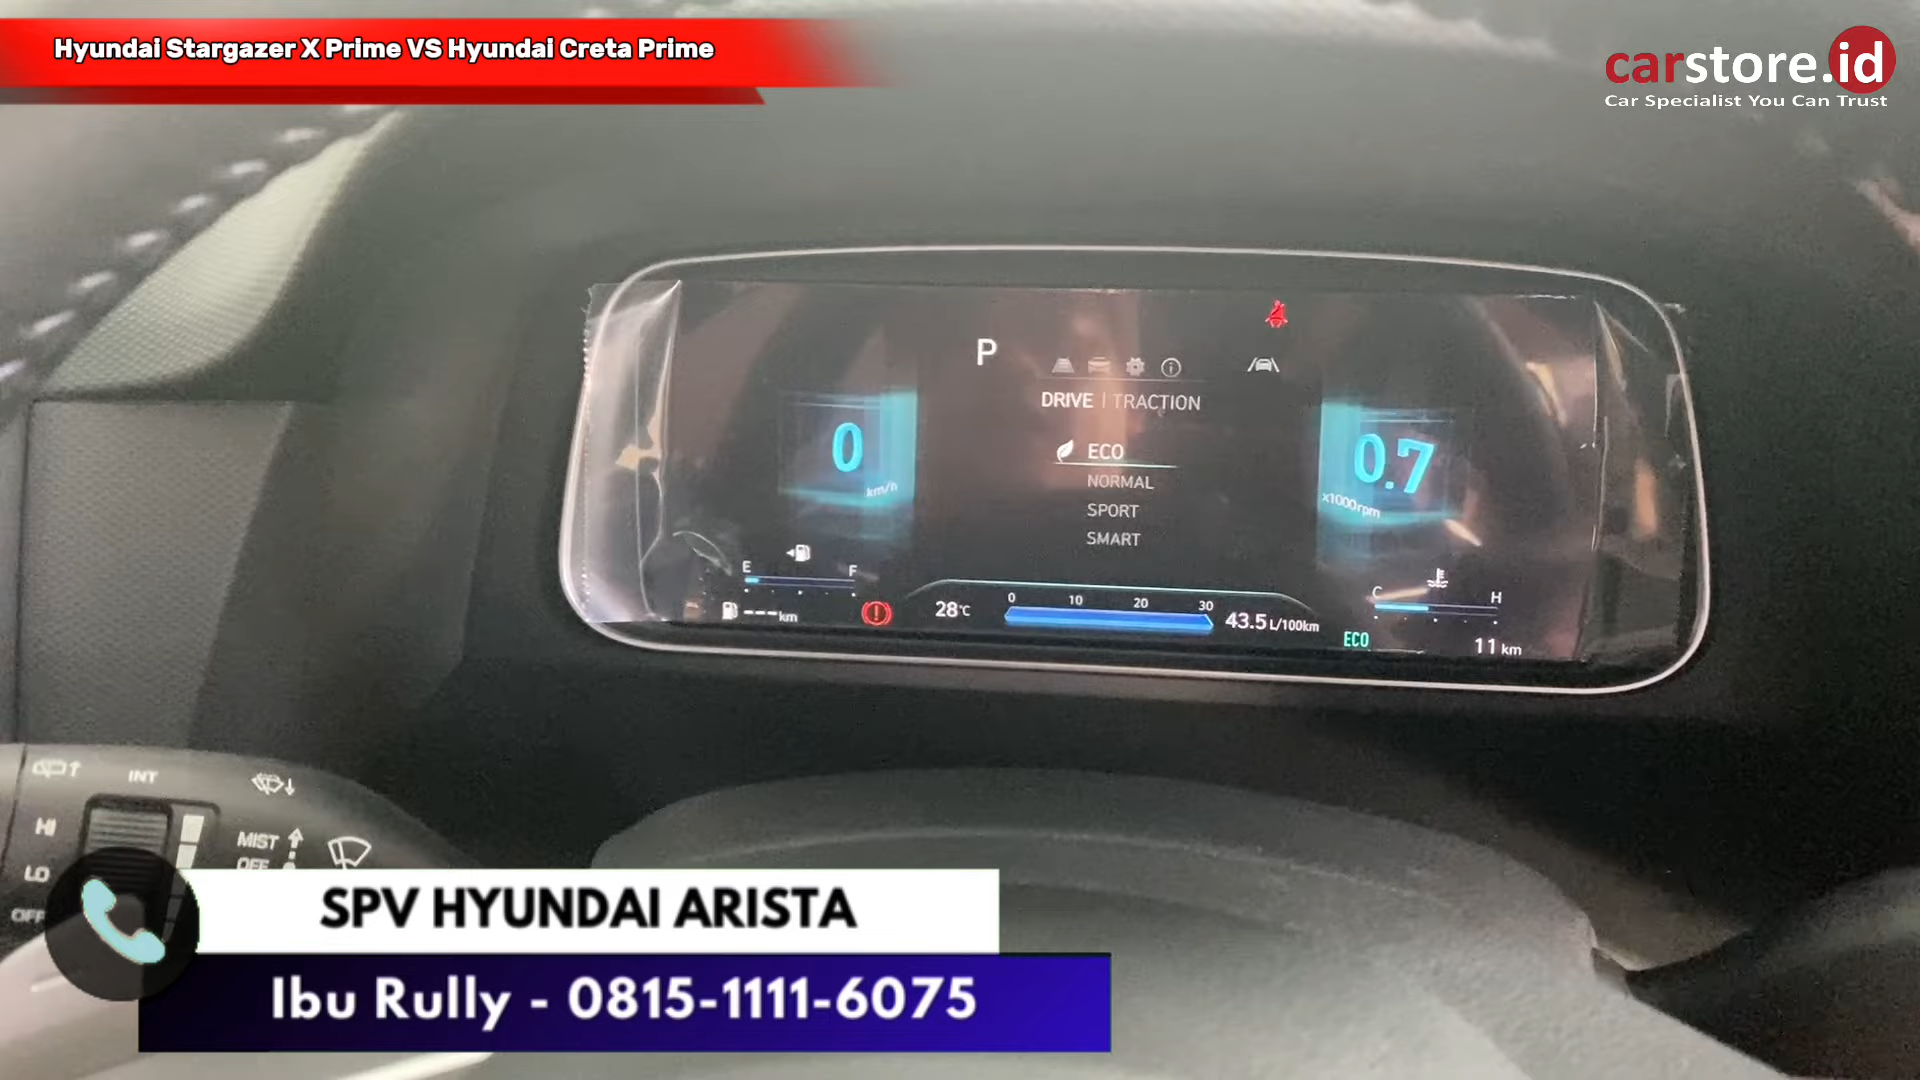 Hyundai Stargazer X Prime VS Hyundai Creta Prime
carstore.id
Car Specialist You Can Trust
P
DRIVE | TRACTION
ECO
NORMAL
SPORT
SMART
0
km/h
0.7
x1000rpm
E F
--- km
28°C
0 10 20 30
43.5 L/100km
C H
ECO
11 km
INT
HI
LO
OFF
MIST
OFF
SPV HYUNDAI ARISTA
Ibu Rully - 0815-1111-6075